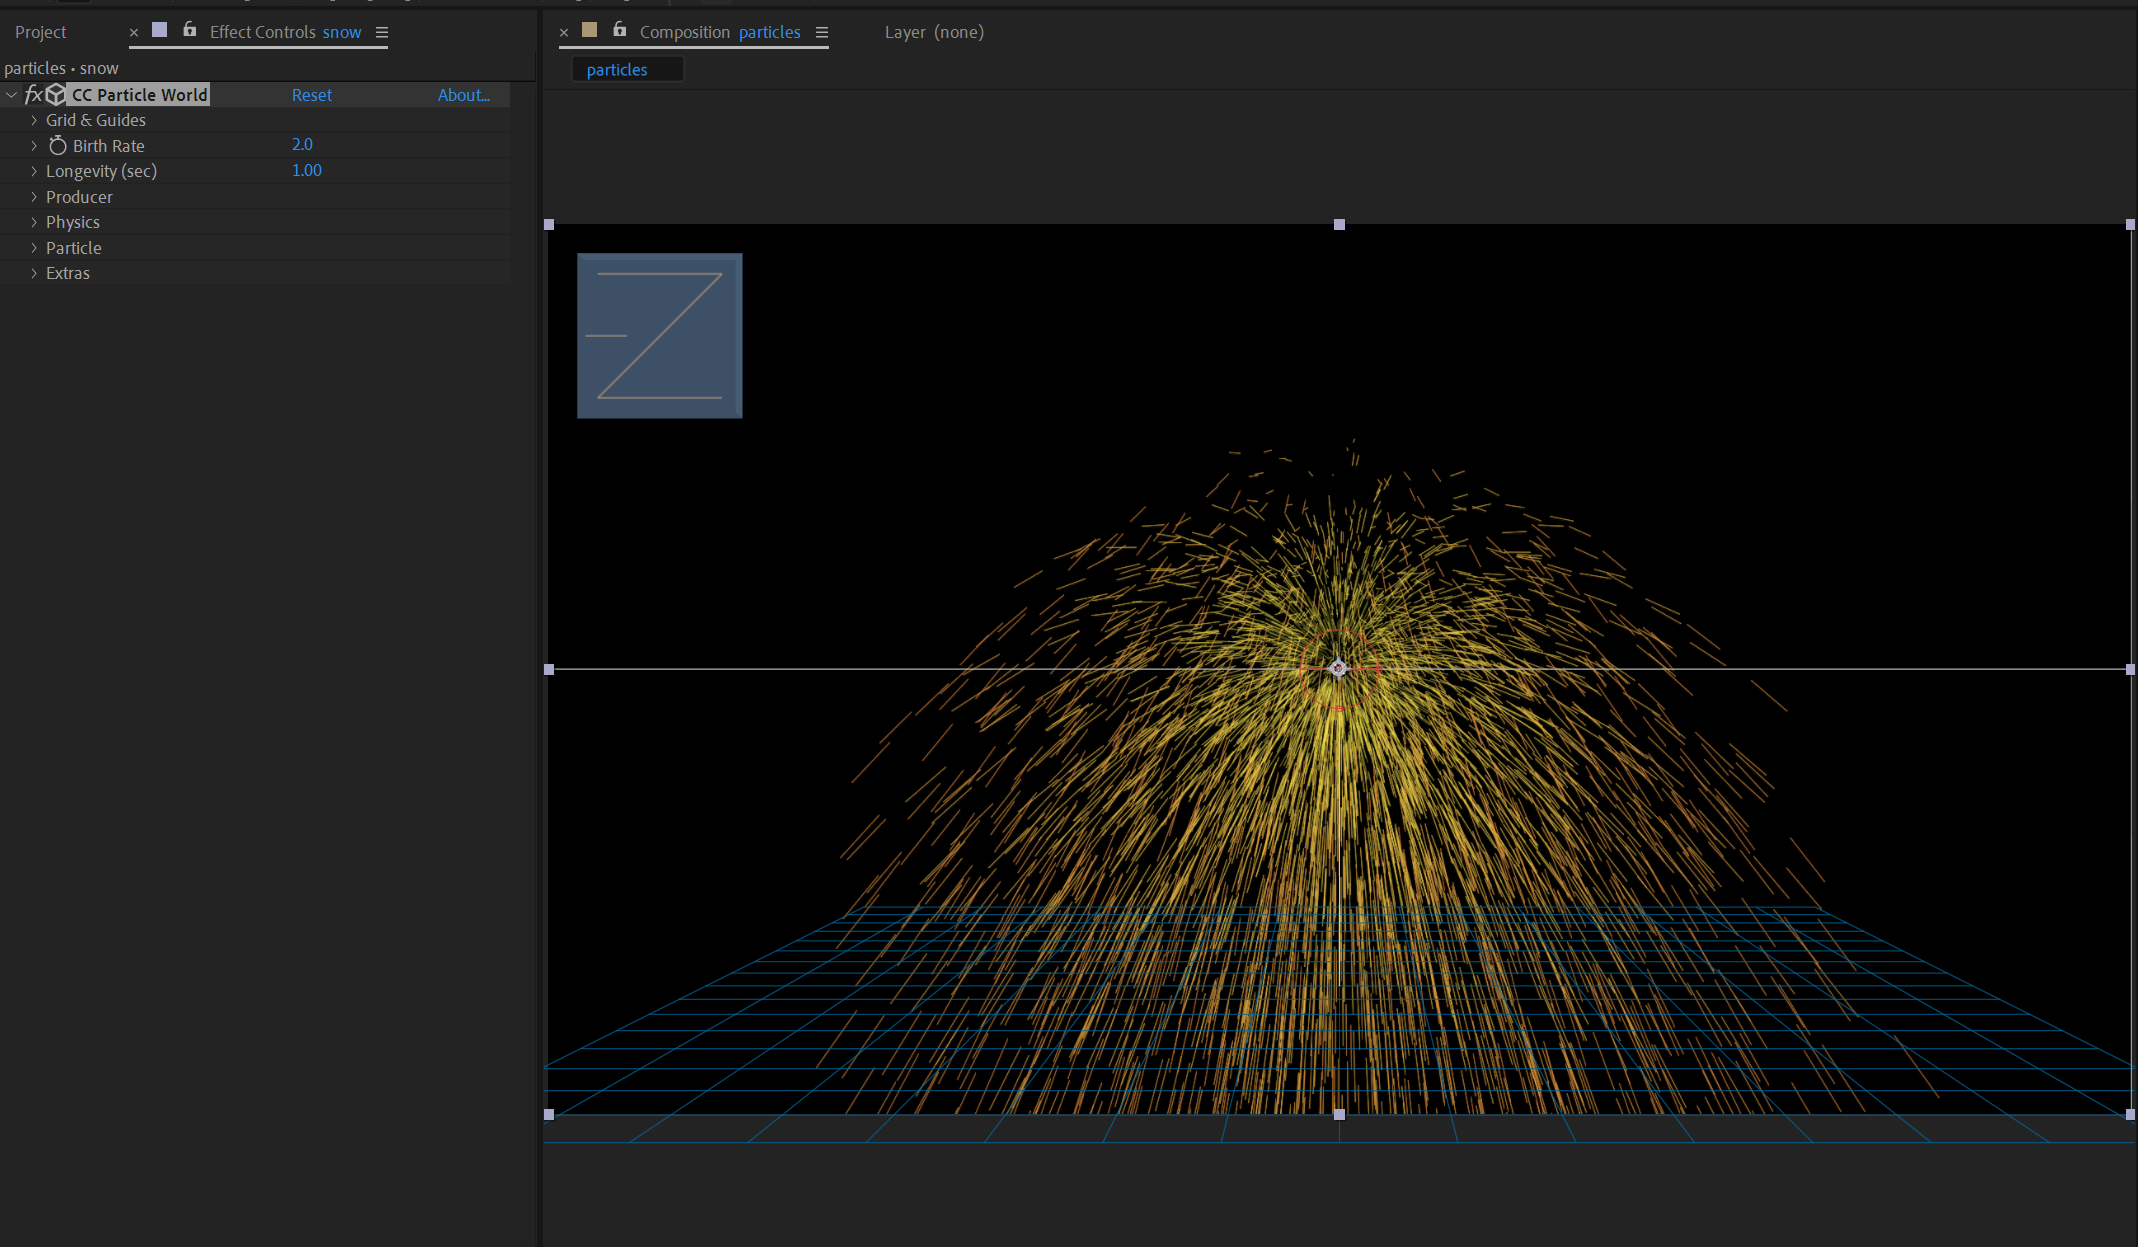 Project
Effect Controls snow
Composition particles
Layer (none)
particles • snow
particles
fx CC Particle World Reset About...
Grid & Guides
Birth Rate 2.0
Longevity (sec) 1.00
Producer
Physics
Particle
Extras
-Z